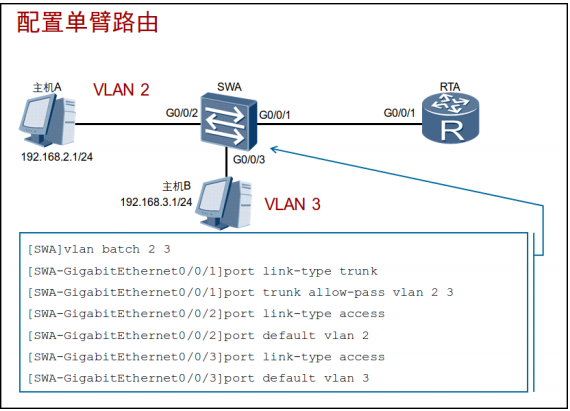 配置单臂路由
主机A
VLAN 2
SWA
RTA
G0/0/2
G0/0/1
G0/0/1
R
192.168.2.1/24
G0/0/3
主机B
192.168.3.1/24
VLAN 3
[SWA]vlan batch 2 3
[SWA-GigabitEthernet0/0/1]port link-type trunk
[SWA-GigabitEthernet0/0/1]port trunk allow-pass vlan 2 3
[SWA-GigabitEthernet0/0/2]port link-type access
[SWA-GigabitEthernet0/0/2]port default vlan 2
[SWA-GigabitEthernet0/0/3]port link-type access
[SWA-GigabitEthernet0/0/3]port default vlan 3